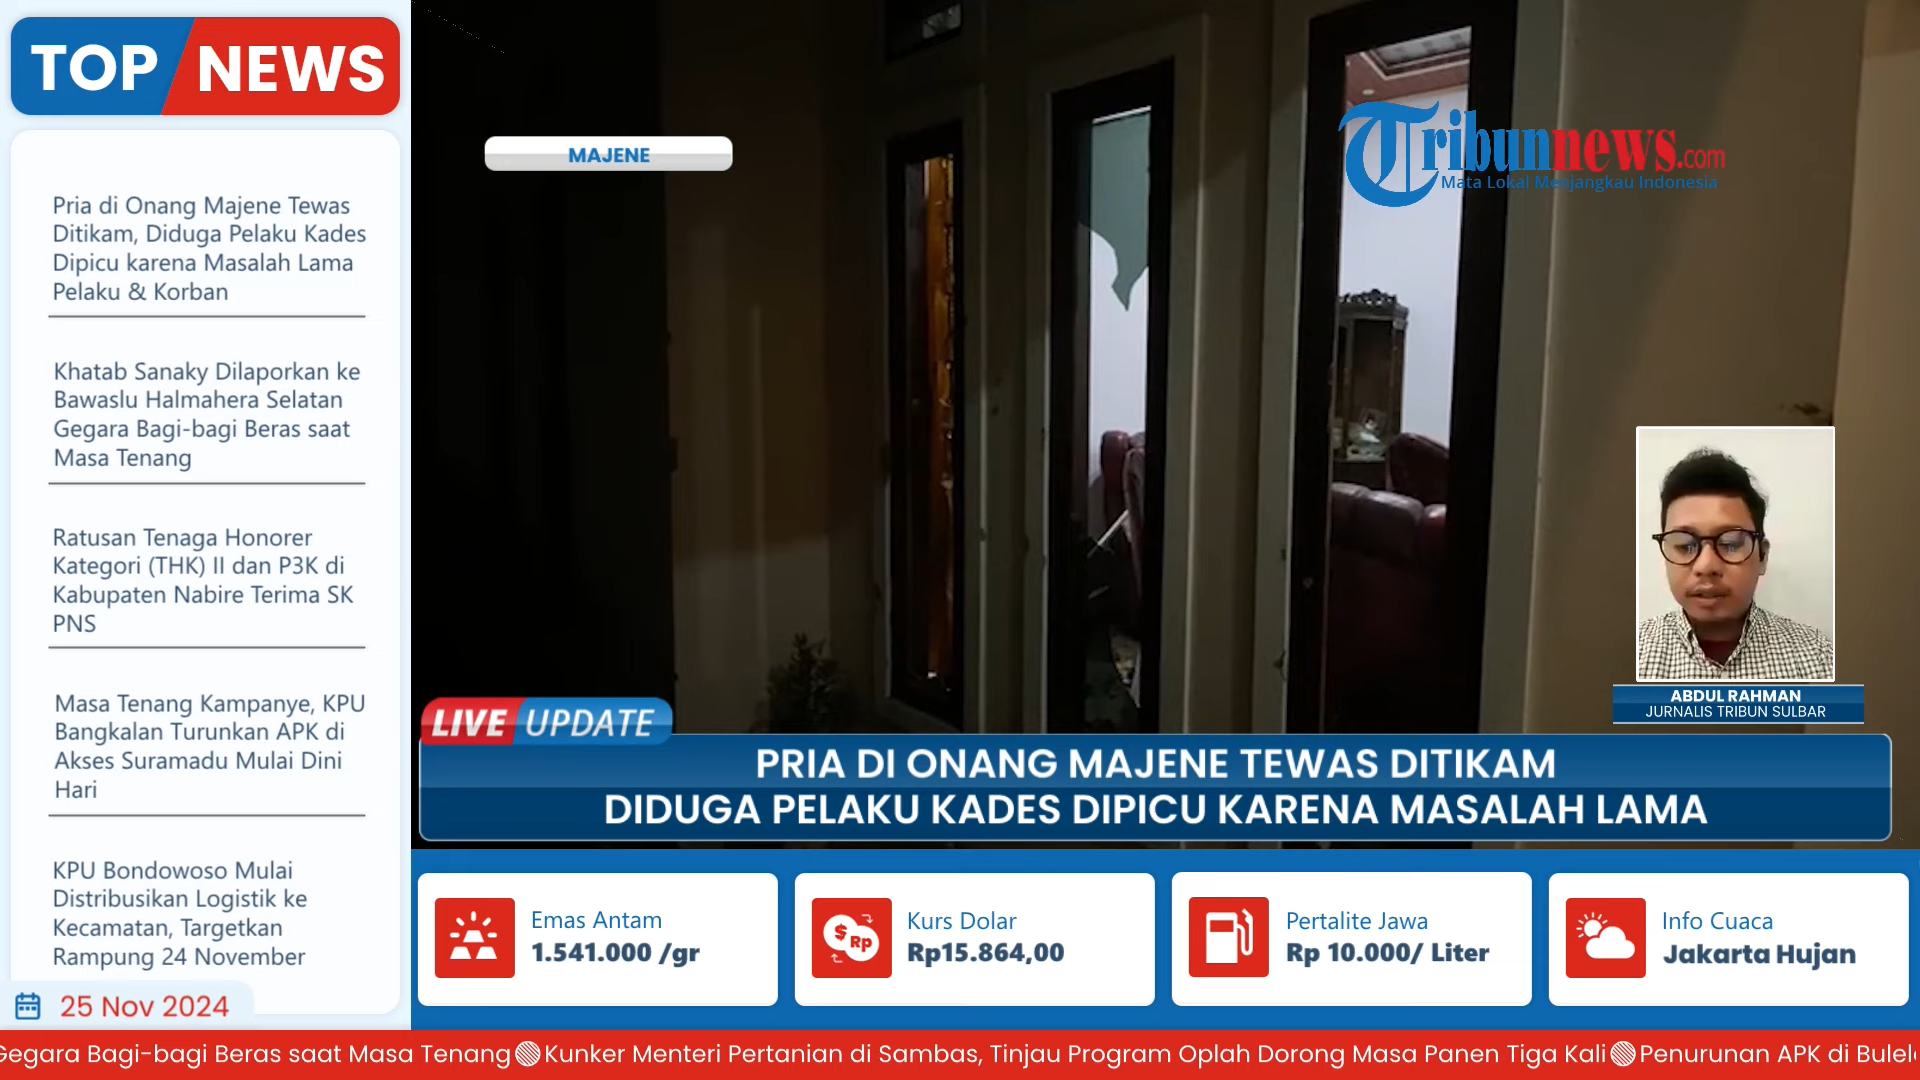 TOP NEWS
Pria di Onang Majene Tewas
Ditikam, Diduga Pelaku Kades
Dipicu karena Masalah Lama
Pelaku & Korban
Khatab Sanaky Dilaporkan ke
Bawaslu Halmahera Selatan
Gegara Bagi-bagi Beras saat
Masa Tenang
Ratusan Tenaga Honorer
Kategori (THK) II dan P3K di
Kabupaten Nabire Terima SK
PNS
Masa Tenang Kampanye, KPU
Bangkalan Turunkan APK di
Akses Suramadu Mulai Dini
Hari
KPU Bondowoso Mulai
Distribusikan Logistik ke
Kecamatan, Targetkan
Rampung 24 November
25 Nov 2024
MAJENE
Tribunnews.com
Mata Lokal Menjangkau Indonesia
ABDUL RAHMAN
JURNALIS TRIBUN SULBAR
LIVE UPDATE
PRIA DI ONANG MAJENE TEWAS DITIKAM
DIDUGA PELAKU KADES DIPICU KARENA MASALAH LAMA
Emas Antam
1.541.000 /gr
$ Rp
Kurs Dolar
Rp15.864,00
Pertalite Jawa
Rp 10.000/ Liter
Info Cuaca
Jakarta Hujan
Gegara Bagi-bagi Beras saat Masa Tenang Kunker Menteri Pertanian di Sambas, Tinjau Program Oplah Dorong Masa Panen Tiga Kali Penurunan APK di